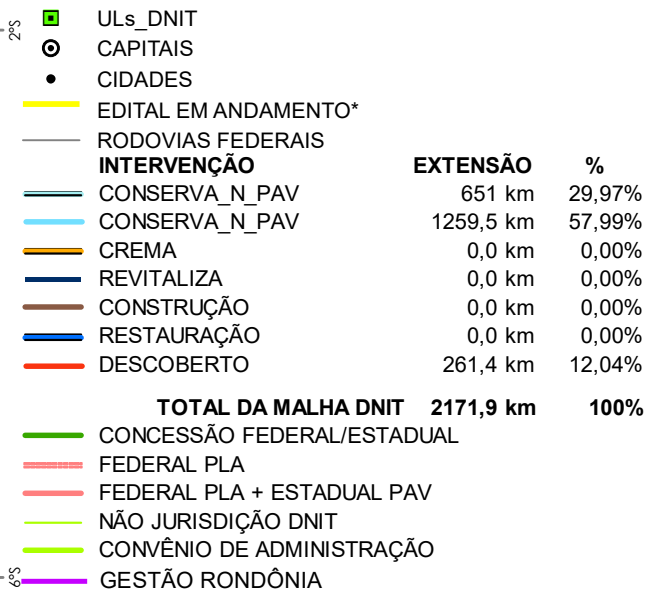 2°S
ULs_DNIT
CAPITAIS
CIDADES
EDITAL EM ANDAMENTO*
RODOVIAS FEDERAIS
INTERVENÇÃO EXTENSÃO %
CONSERVA_N_PAV 651 km 29,97%
CONSERVA_N_PAV 1259,5 km 57,99%
CREMA 0,0 km 0,00%
REVITALIZA 0,0 km 0,00%
CONSTRUÇÃO 0,0 km 0,00%
RESTAURAÇÃO 0,0 km 0,00%
DESCOBERTO 261,4 km 12,04%
TOTAL DA MALHA DNIT 2171,9 km 100%
CONCESSÃO FEDERAL/ESTADUAL
FEDERAL PLA
FEDERAL PLA + ESTADUAL PAV
NÃO JURISDIÇÃO DNIT
CONVÊNIO DE ADMINISTRAÇÃO
6°S
GESTÃO RONDÔNIA